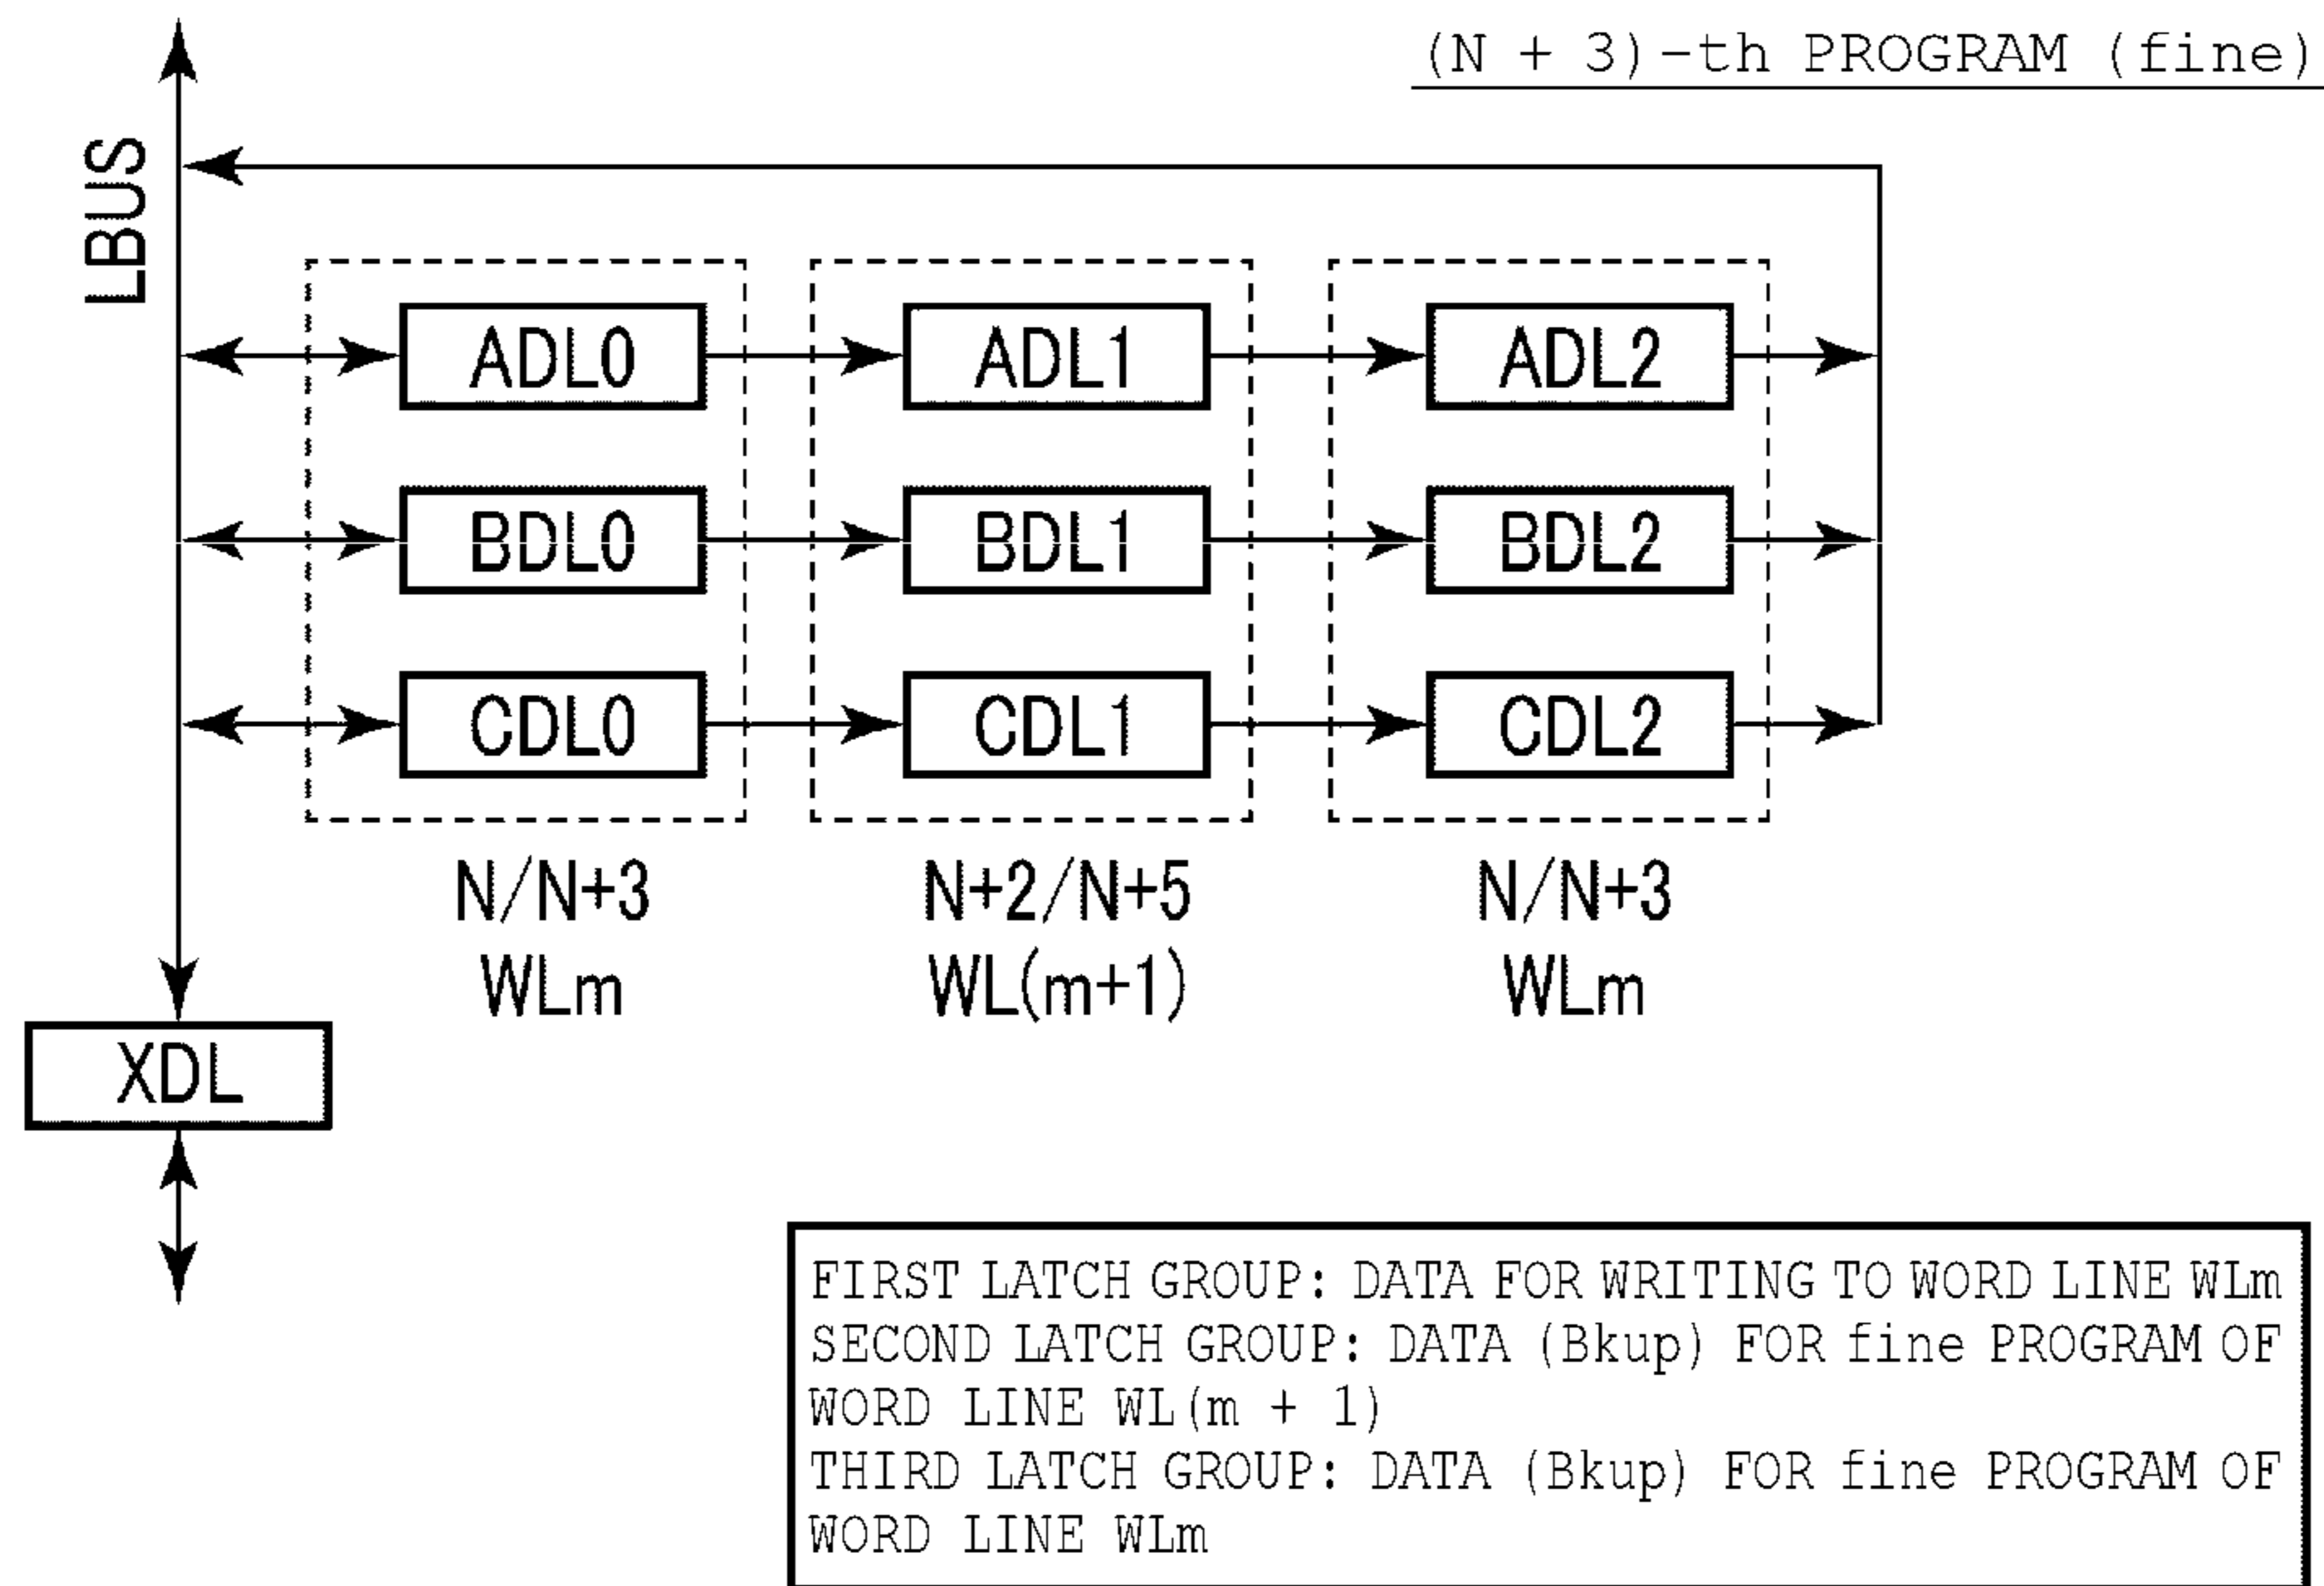 (N + 3)-th PROGRAM (fine)
LBUS
ADL0 ADL1 ADL2
BDL0 BDL1 BDL2
CDL0 CDL1 CDL2
N/N+3 N+2/N+5 N/N+3
WLm WL(m+1) WLm
XDL
FIRST LATCH GROUP: DATA FOR WRITING TO WORD LINE WLm
SECOND LATCH GROUP: DATA (Bkup) FOR fine PROGRAM OF
WORD LINE WL(m + 1)
THIRD LATCH GROUP: DATA (Bkup) FOR fine PROGRAM OF
WORD LINE WLm